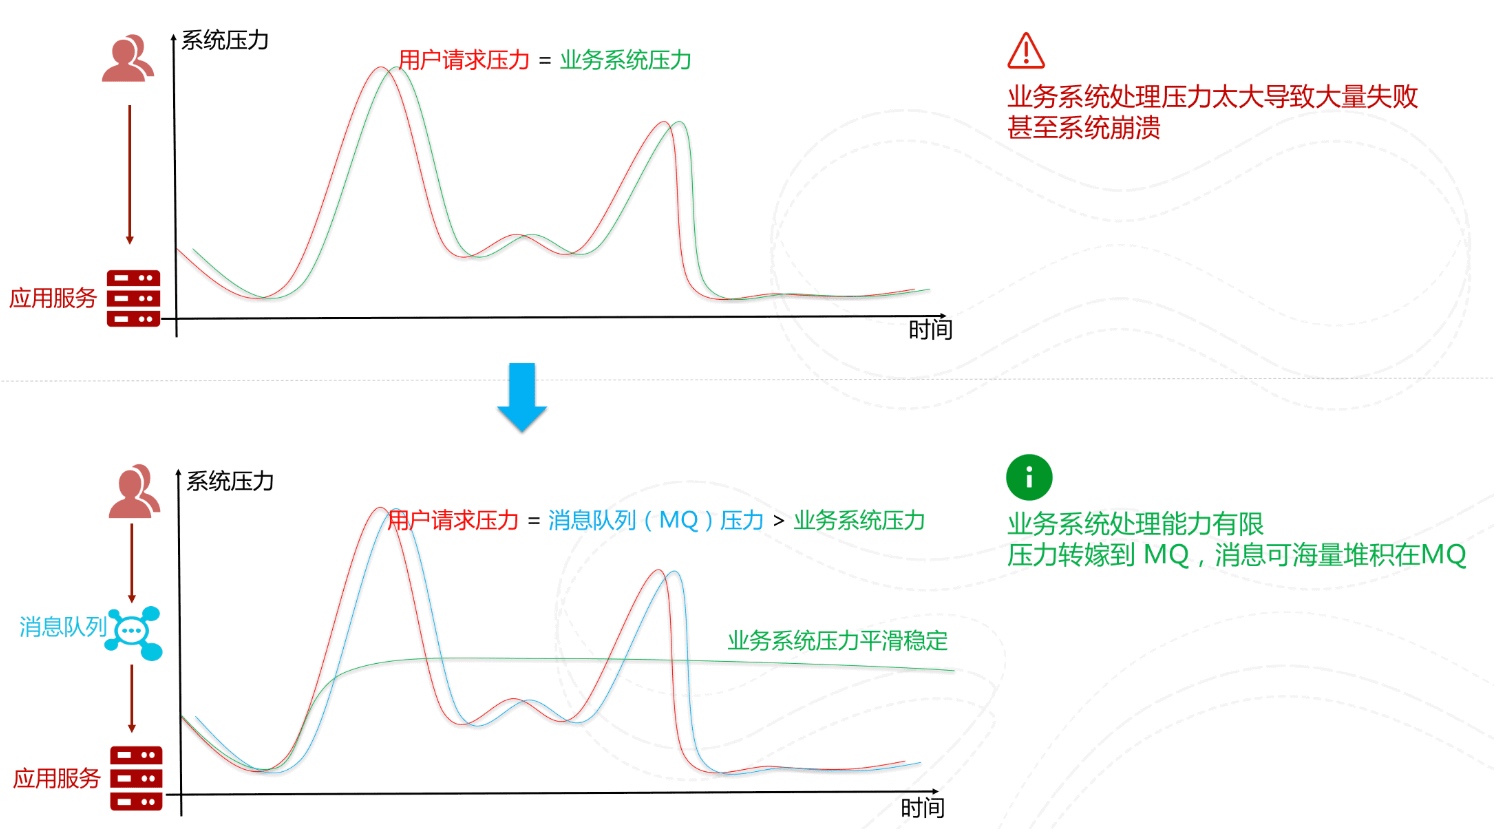 系统压力
用户请求压力 = 业务系统压力
业务系统处理压力太大导致大量失败
甚至系统崩溃
应用服务
时间
系统压力
用户请求压力 = 消息队列（MQ）压力 > 业务系统压力
业务系统处理能力有限
压力转嫁到 MQ，消息可海量堆积在MQ
消息队列
业务系统压力平滑稳定
应用服务
时间